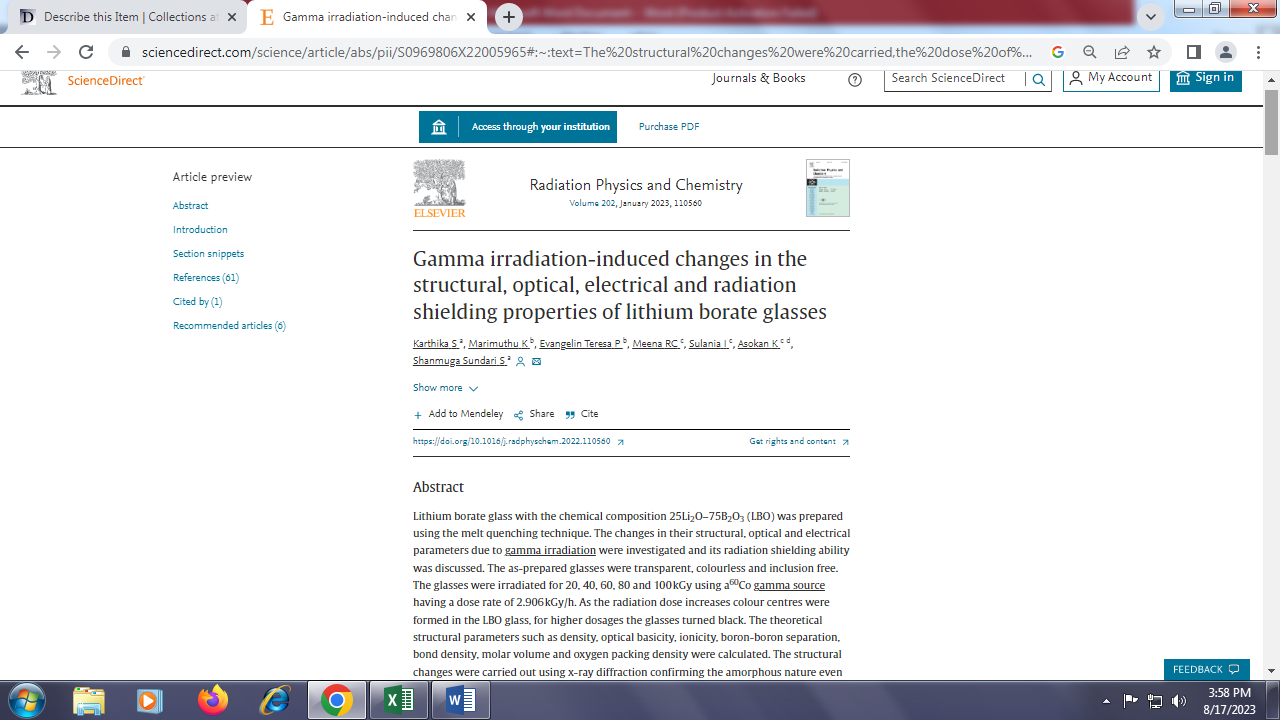 Describe this Item | Collections at
Gamma irradiation-induced chan
sciencedirect.com/science/article/abs/pii/S0969806X22005965#:~:text=The%20structural%20changes%20were%20carried,the%20dose%20of%...
ScienceDirect
Journals & Books
Search ScienceDirect
My Account
Sign in
Access through your institution
Purchase PDF
Article preview
Abstract
Introduction
Section snippets
References (61)
Cited by (1)
Recommended articles (6)
ELSEVIER
Radiation Physics and Chemistry
Volume 202, January 2023, 110560
Gamma irradiation-induced changes in the
structural, optical, electrical and radiation
shielding properties of lithium borate glasses
Karthika S a, Marimuthu K b, Evangelin Teresa P b, Meena RC c, Sulania I c, Asokan K c d,
Shanmuga Sundari S a
Show more
Add to Mendeley Share Cite
https://doi.org/10.1016/j.radphyschem.2022.110560
Get rights and content
Abstract
Lithium borate glass with the chemical composition 25Li₂O–75B₂O₃ (LBO) was prepared
using the melt quenching technique. The changes in their structural, optical and electrical
parameters due to gamma irradiation were investigated and its radiation shielding ability
was discussed. The as-prepared glasses were transparent, colourless and inclusion free.
The glasses were irradiated for 20, 40, 60, 80 and 100 kGy using a⁶⁰Co gamma source
having a dose rate of 2.906 kGy/h. As the radiation dose increases colour centres were
formed in the LBO glass, for higher dosages the glasses turned black. The theoretical
structural parameters such as density, optical basicity, ionicity, boron-boron separation,
bond density, molar volume and oxygen packing density were calculated. The structural
changes were carried out using x-ray diffraction confirming the amorphous nature even
FEEDBACK
3:58 PM
8/17/2023